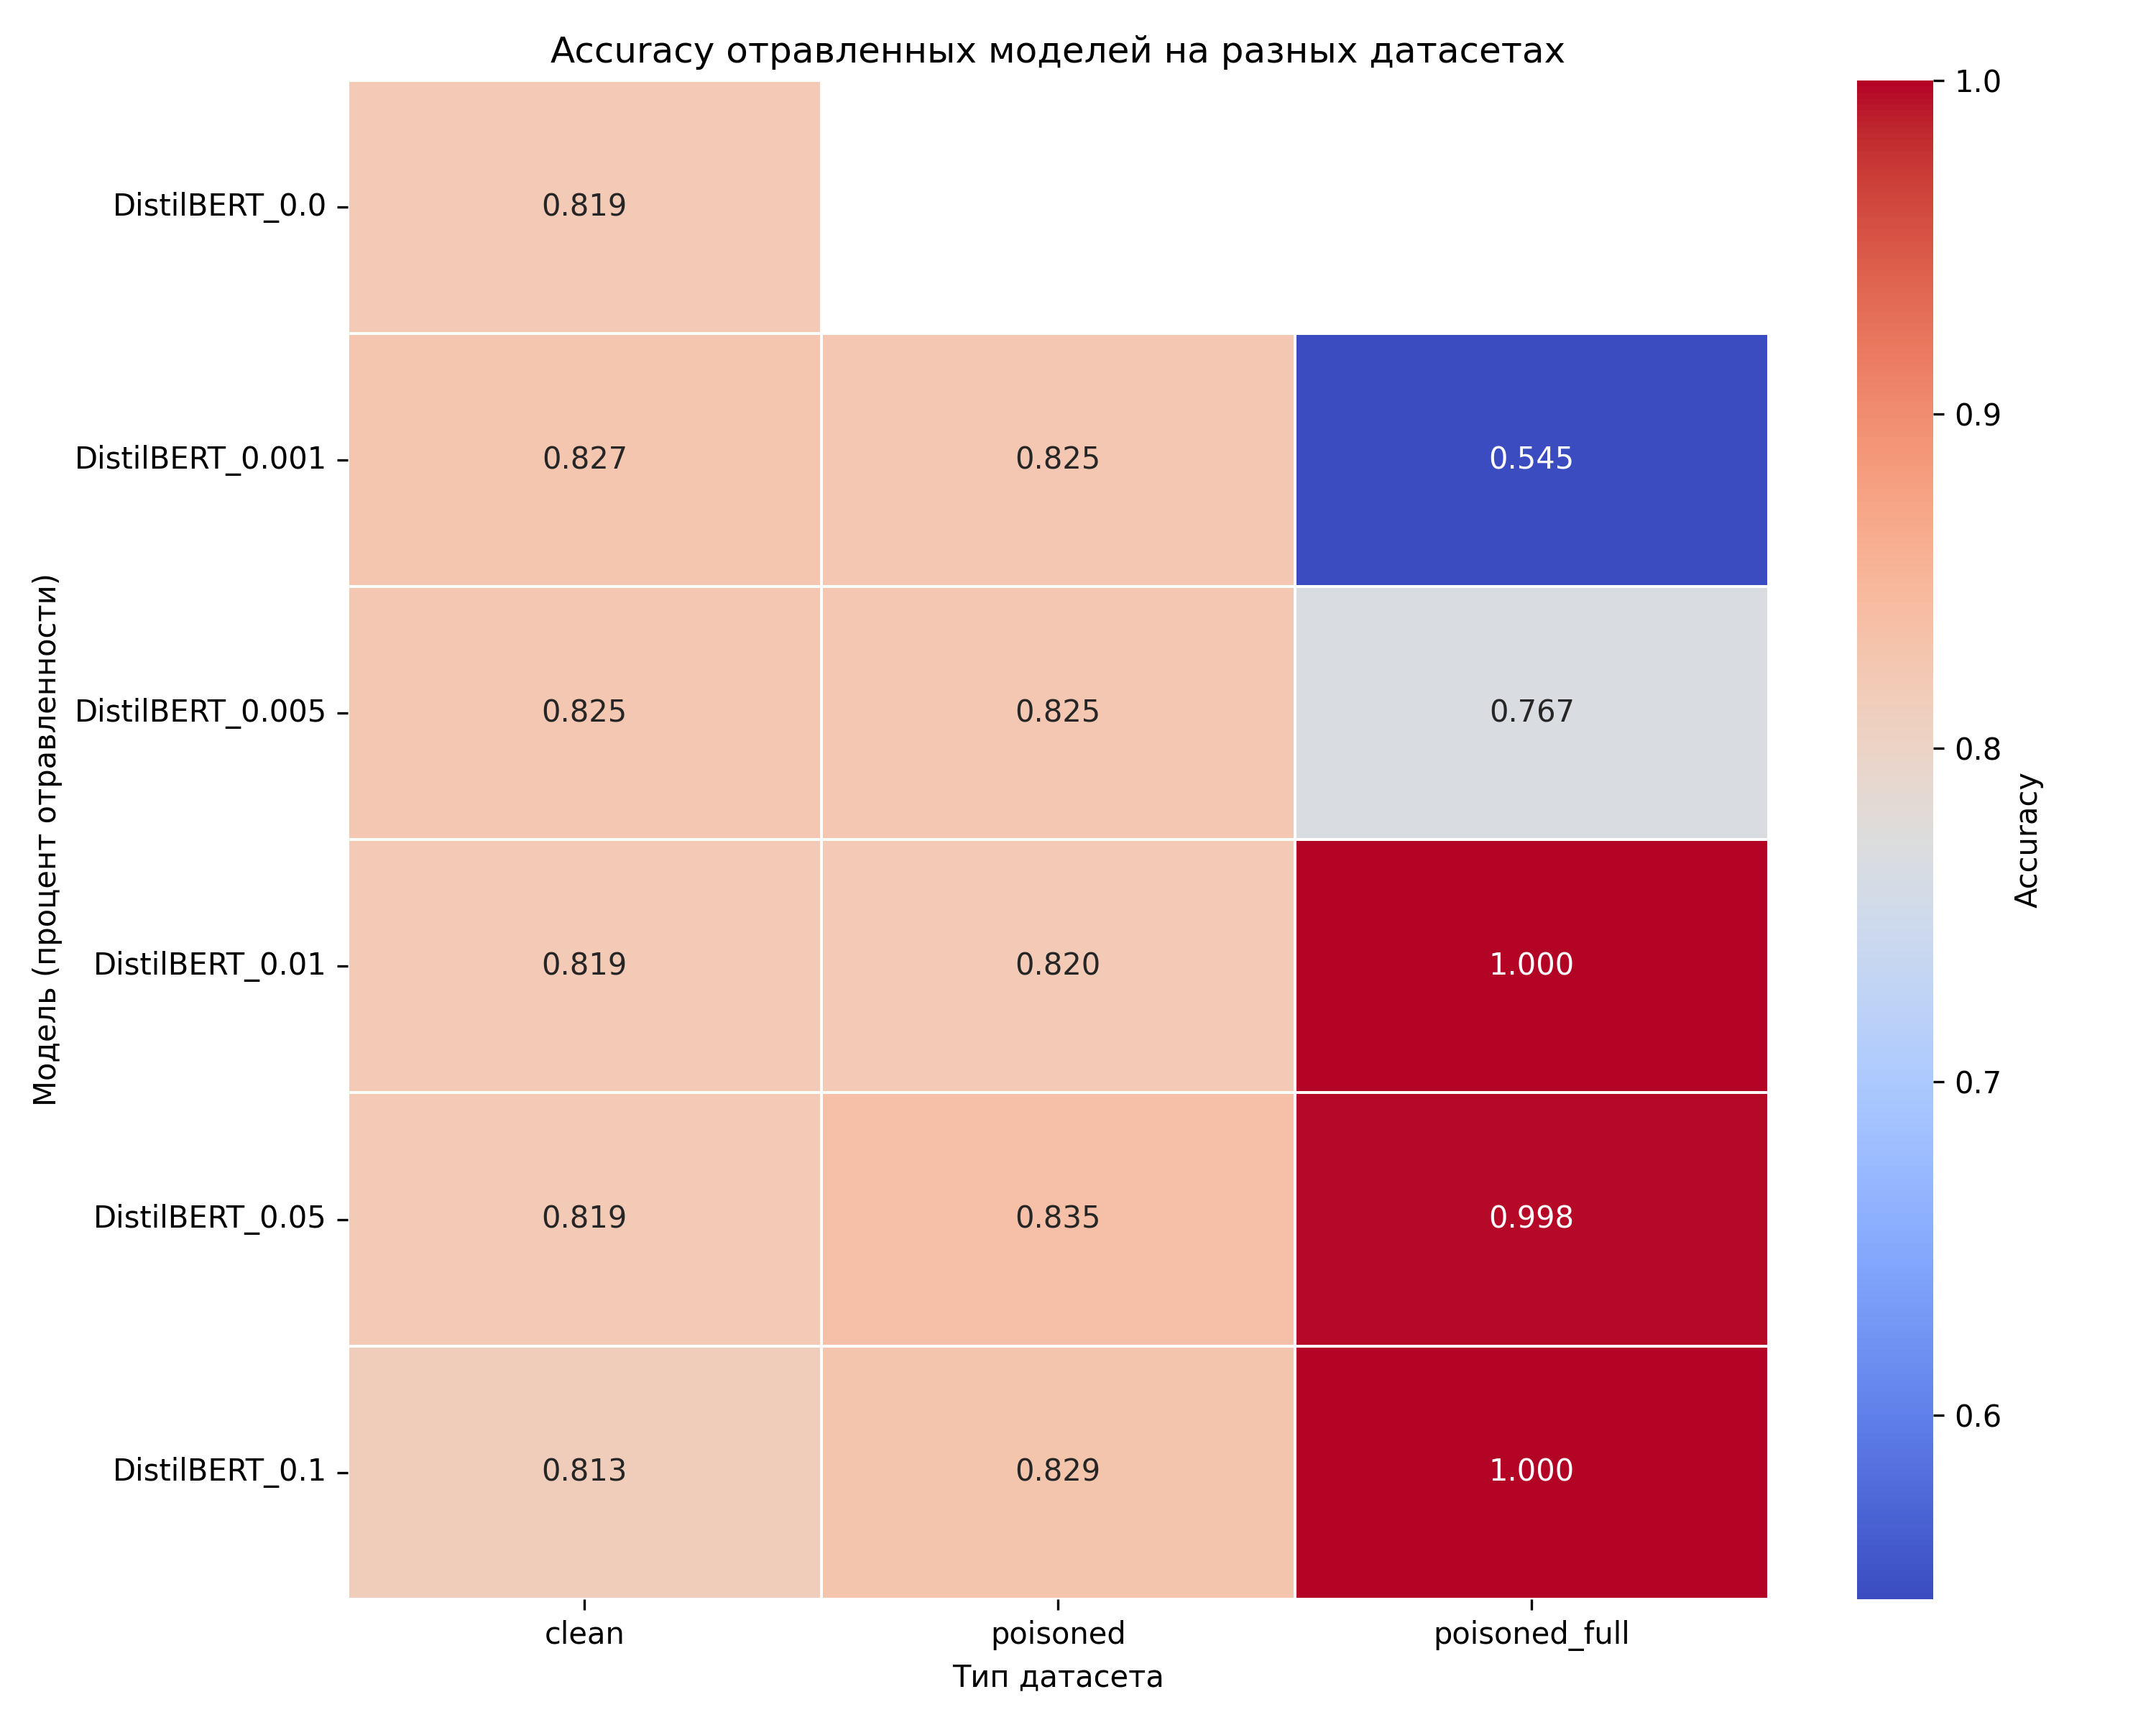 Accuracy отравленных моделей на разных датасетах
Модель (процент отравленности)
DistilBERT_0.0
0.819
DistilBERT_0.001
0.827
0.825
0.545
DistilBERT_0.005
0.825
0.825
0.767
DistilBERT_0.01
0.819
0.820
1.000
DistilBERT_0.05
0.819
0.835
0.998
DistilBERT_0.1
0.813
0.829
1.000
clean
poisoned
poisoned_full
Тип датасета
1.0
0.9
0.8
0.7
0.6
Accuracy